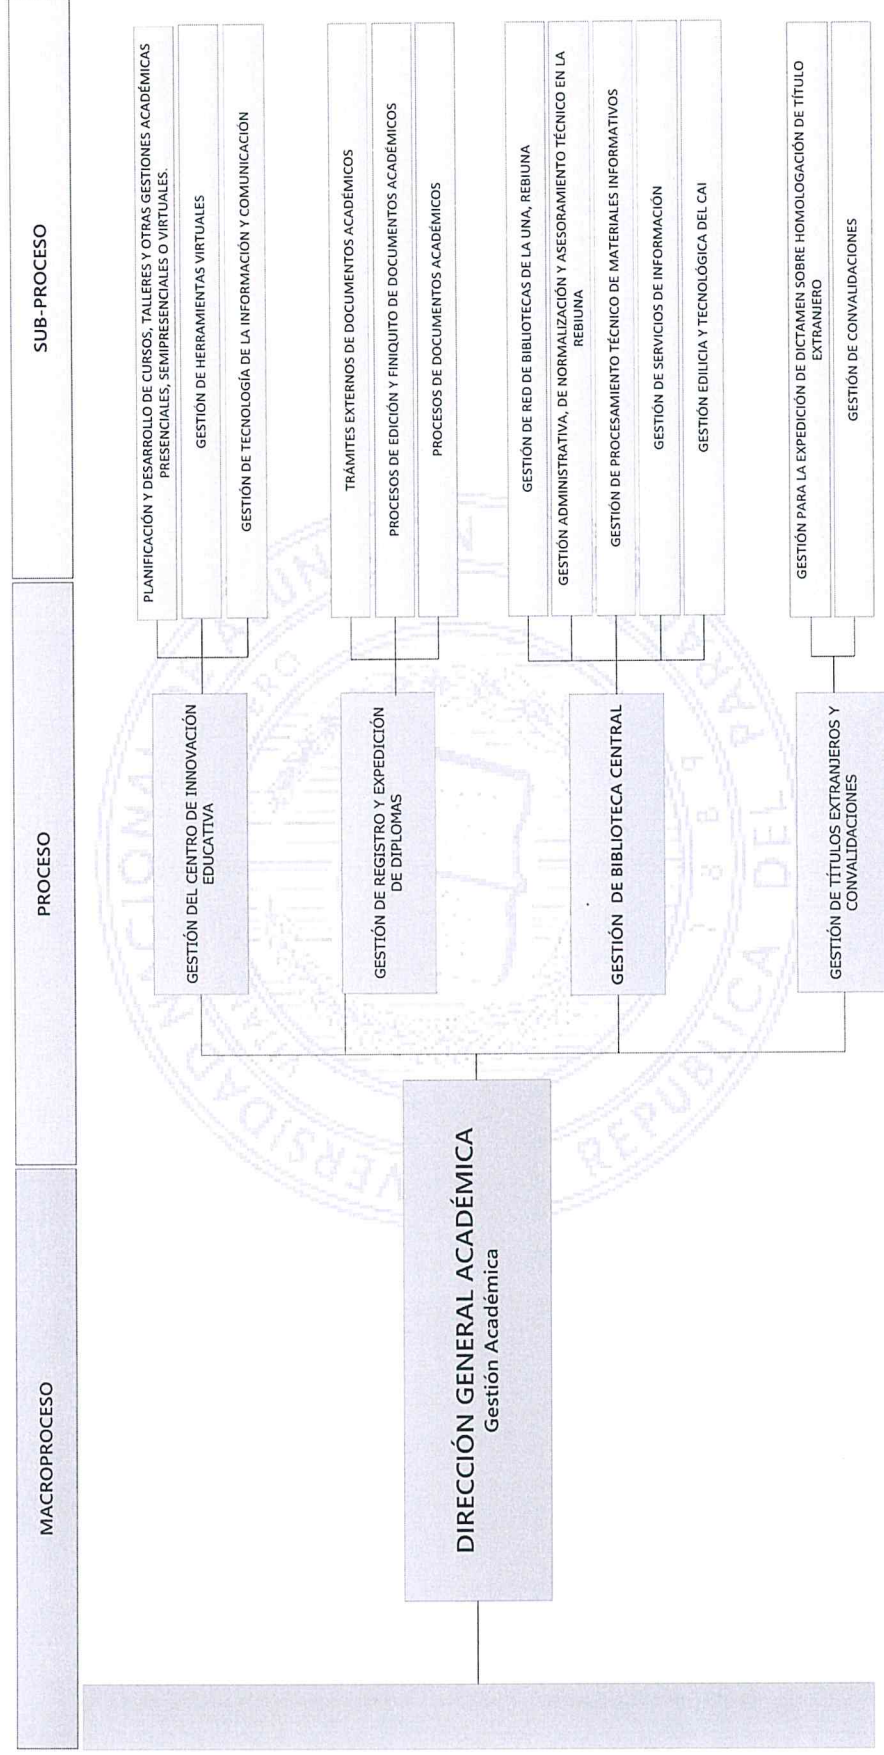 MACROPROCESO
PROCESO
SUB-PROCESO
DIRECCIÓN GENERAL ACADÉMICA
Gestión Académica
GESTIÓN DEL CENTRO DE INNOVACIÓN
EDUCATIVA
PLANIFICACIÓN Y DESARROLLO DE CURSOS, TALLERES Y OTRAS GESTIONES ACADÉMICAS
PRESENCIALES, SEMIPRESENCIALES O VIRTUALES.
GESTIÓN DE HERRAMIENTAS VIRTUALES
GESTIÓN DE TECNOLOGÍA DE LA INFORMACIÓN Y COMUNICACIÓN
GESTIÓN DE REGISTRO Y EXPEDICIÓN
DE DIPLOMAS
TRÁMITES EXTERNOS DE DOCUMENTOS ACADÉMICOS
PROCESOS DE EDICIÓN Y FINIQUITO DE DOCUMENTOS ACADÉMICOS
PROCESOS DE DOCUMENTOS ACADÉMICOS
GESTIÓN DE BIBLIOTECA CENTRAL
GESTIÓN DE RED DE BIBLIOTECAS DE LA UNA, REBIUNA
GESTIÓN ADMINISTRATIVA, DE NORMALIZACIÓN Y ASESORAMIENTO TÉCNICO EN LA
REBIUNA
GESTIÓN DE PROCESAMIENTO TÉCNICO DE MATERIALES INFORMATIVOS
GESTIÓN DE SERVICIOS DE INFORMACIÓN
GESTIÓN EDILICIA Y TECNOLÓGICA DEL CAI
GESTIÓN DE TÍTULOS EXTRANJEROS Y
CONVALIDACIONES
GESTIÓN PARA LA EXPEDICIÓN DE DICTAMEN SOBRE HOMOLOGACIÓN DE TÍTULO
EXTRANJERO
GESTIÓN DE CONVALIDACIONES
REPUBLICA DEL PARA
1889